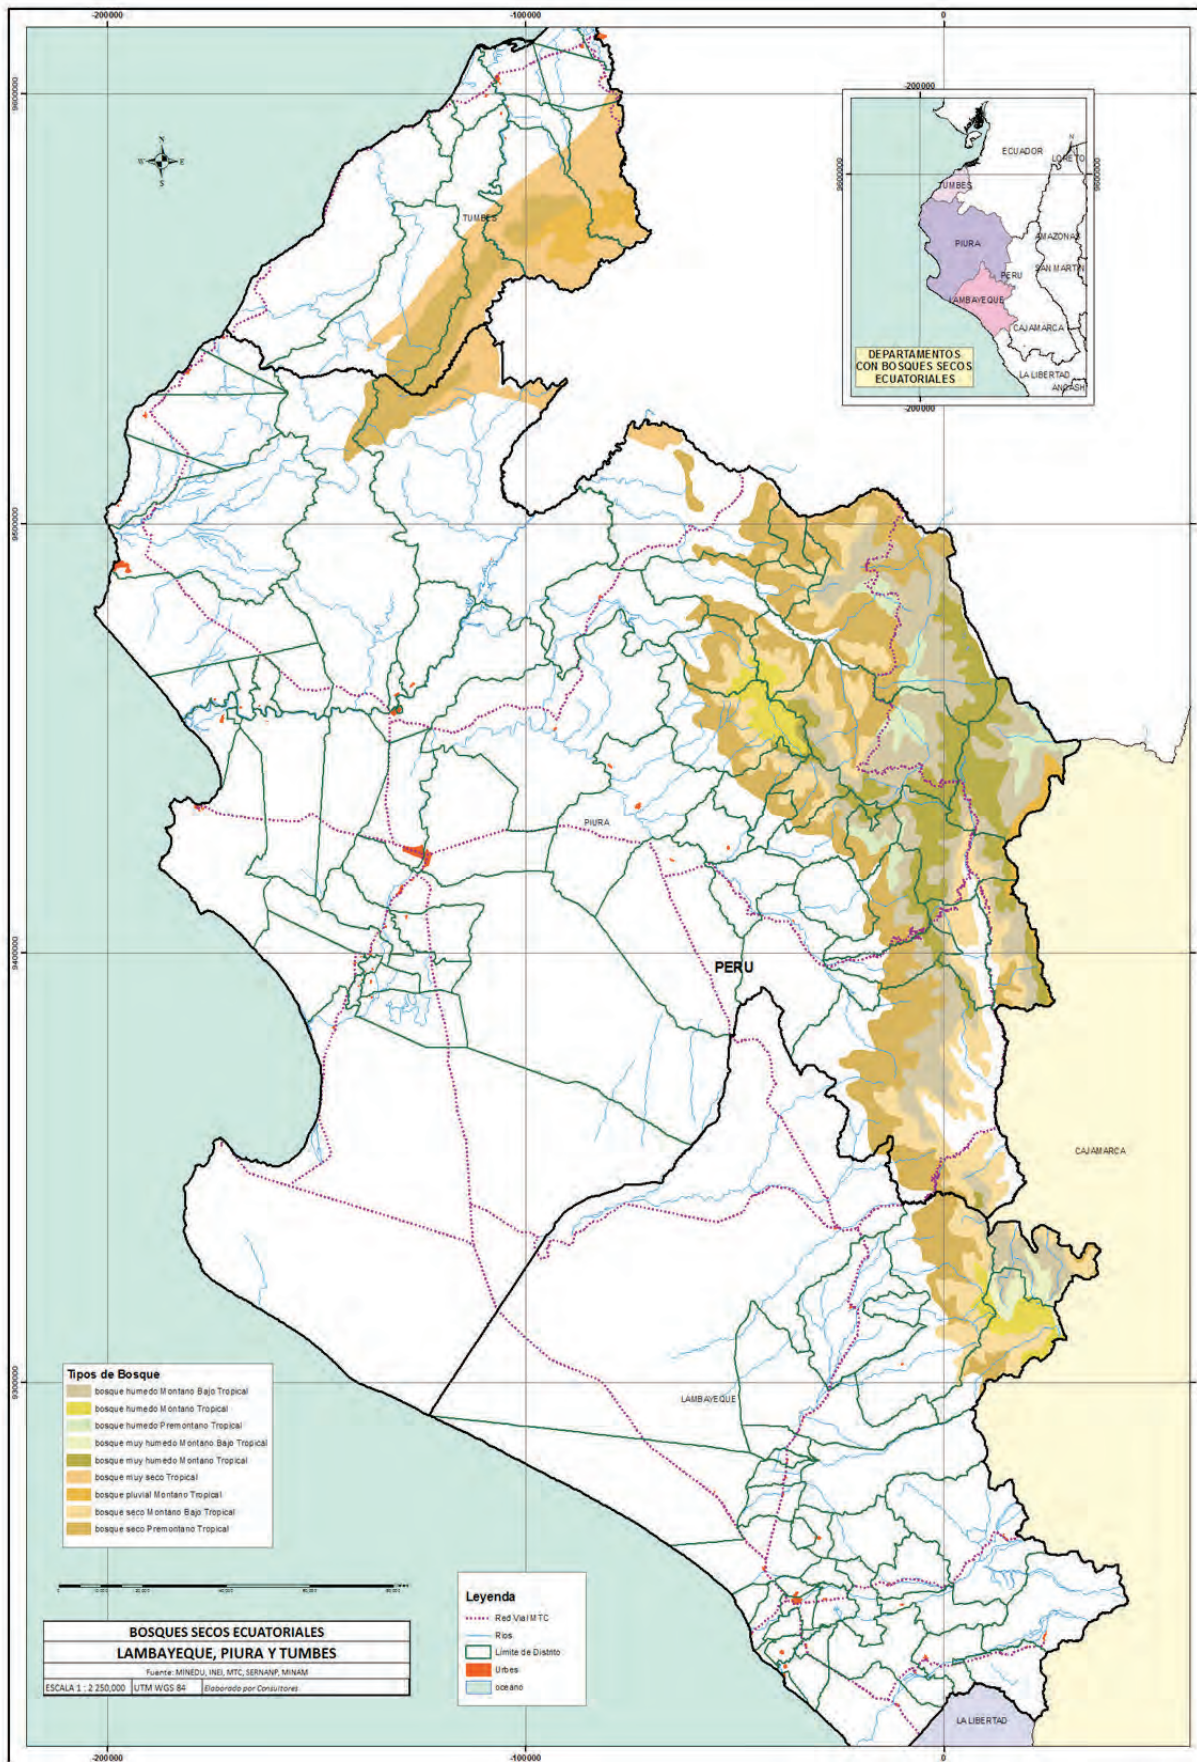 -200000
-100000
0
9600000
9500000
9400000
9300000
N
W
E
S
TUMBES
PIURA
PERU
LAMBAYEQUE
CAJAMARCA
LA LIBERTAD
-200000
ECUADOR
N
LORETO
TUMBES
9600000
9600000
PIURA
AMAZONAS
PERU
SAN MARTIN
LAMBAYEQUE
CAJAMARCA
DEPARTAMENTOS
CON BOSQUES SECOS
ECUATORIALES
LA LIBERTAD
ANCASH
-200000
Tipos de Bosque
bosque humedo Montano Bajo Tropical
bosque humedo Montano Tropical
bosque humedo Premontano Tropical
bosque muy humedo Montano Bajo Tropical
bosque muy humedo Montano Tropical
bosque muy seco Tropical
bosque pluvial Montano Tropical
bosque seco Montano Bajo Tropical
bosque seco Premontano Tropical
Leyenda
Red Vial MTC
Rios
Limite de Distrito
Urbes
oceano
BOSQUES SECOS ECUATORIALES
LAMBAYEQUE, PIURA Y TUMBES
Fuente: MINEDU, INEI, MTC, SERNANP, MINAM
ESCALA 1 : 2 250,000 UTM WGS 84 Elaborado por Consultores
-200000
-100000
0